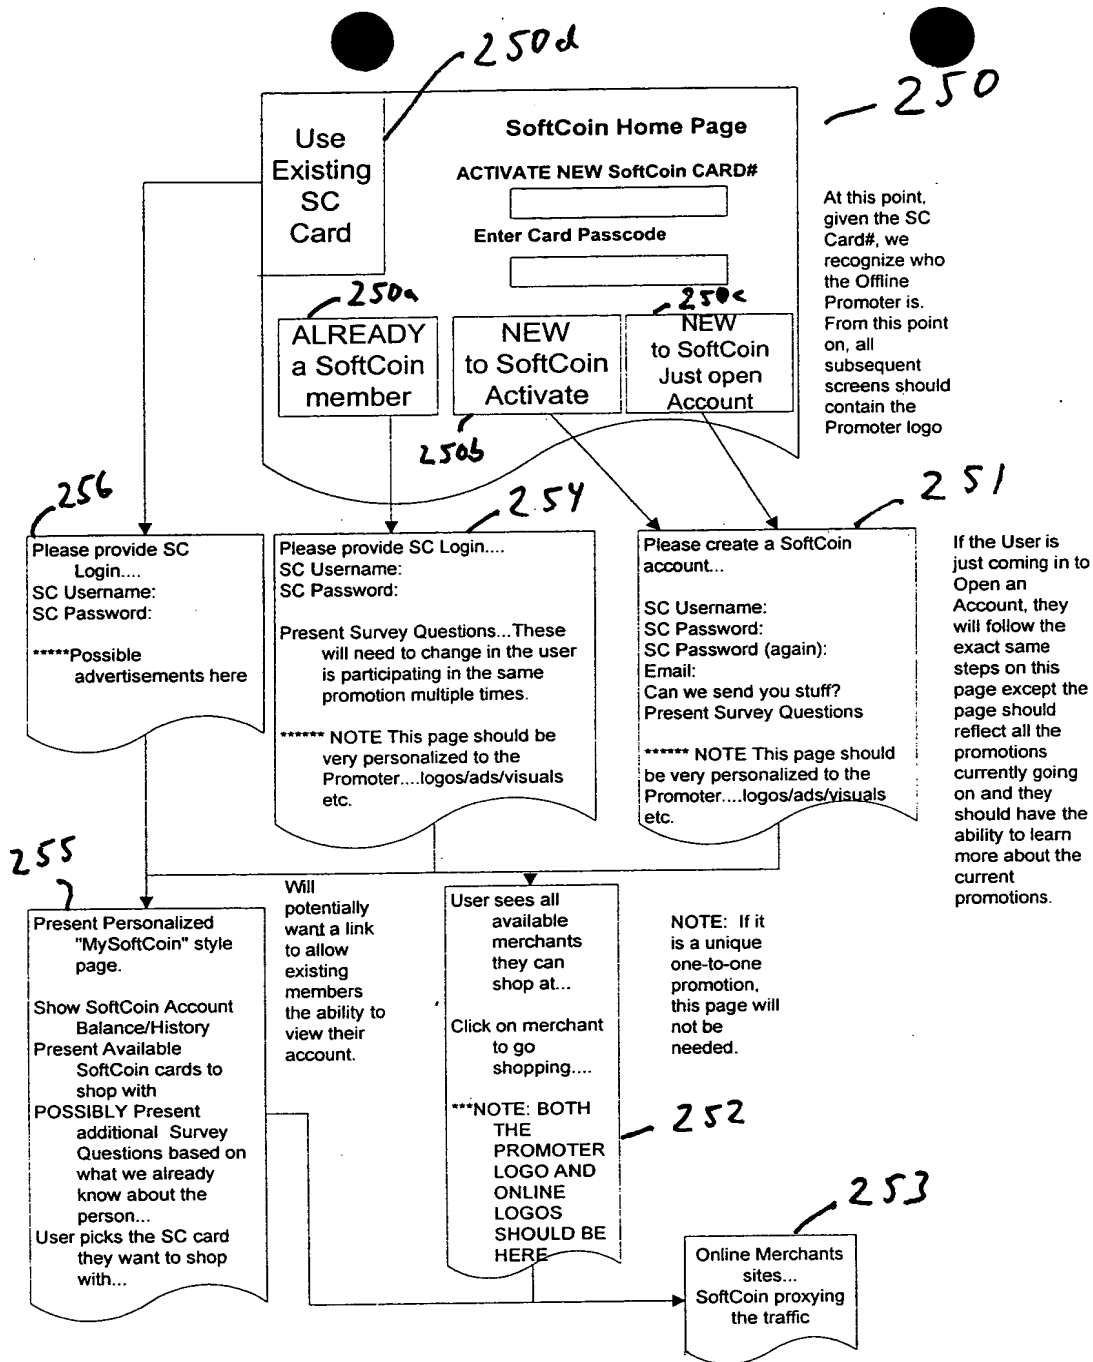 250d
250
Use
Existing
SC
Card
SoftCoin Home Page
ACTIVATE NEW SoftCoin CARD#
Enter Card Passcode
At this point,
given the SC
Card#, we
recognize who
the Offline
Promoter is.
From this point
on, all
subsequent
screens should
contain the
Promoter logo
250a
ALREADY
a SoftCoin
member
NEW
to SoftCoin
Activate
250b
250c
NEW
to SoftCoin
Just open
Account
256
Please provide SC
Login....
SC Username:
SC Password:
*****Possible
advertisements here
254
Please provide SC Login....
SC Username:
SC Password:
Present Survey Questions...These
will need to change in the user
is participating in the same
promotion multiple times.
****** NOTE This page should be
very personalized to the
Promoter....logos/ads/visuals
etc.
251
Please create a SoftCoin
account...
SC Username:
SC Password:
SC Password (again):
Email:
Can we send you stuff?
Present Survey Questions
****** NOTE This page should
be very personalized to the
Promoter....logos/ads/visuals
etc.
If the User is
just coming in to
Open an
Account, they
will follow the
exact same
steps on this
page except the
page should
reflect all the
promotions
currently going
on and they
should have the
ability to learn
more about the
current
promotions.
255
Present Personalized
"MySoftCoin" style
page.
Show SoftCoin Account
Balance/History
Present Available
SoftCoin cards to
shop with
POSSIBLY Present
additional Survey
Questions based on
what we already
know about the
person...
User picks the SC card
they want to shop
with...
Will
potentially
want a link
to allow
existing
members
the ability to
view their
account.
User sees all
available
merchants
they can
shop at...
Click on merchant
to go
shopping....
***NOTE: BOTH
THE
PROMOTER
LOGO AND
ONLINE
LOGOS
SHOULD BE
HERE
252
NOTE: If it
is a unique
one-to-one
promotion,
this page will
not be
needed.
253
Online Merchants
sites...
SoftCoin proxying
the traffic